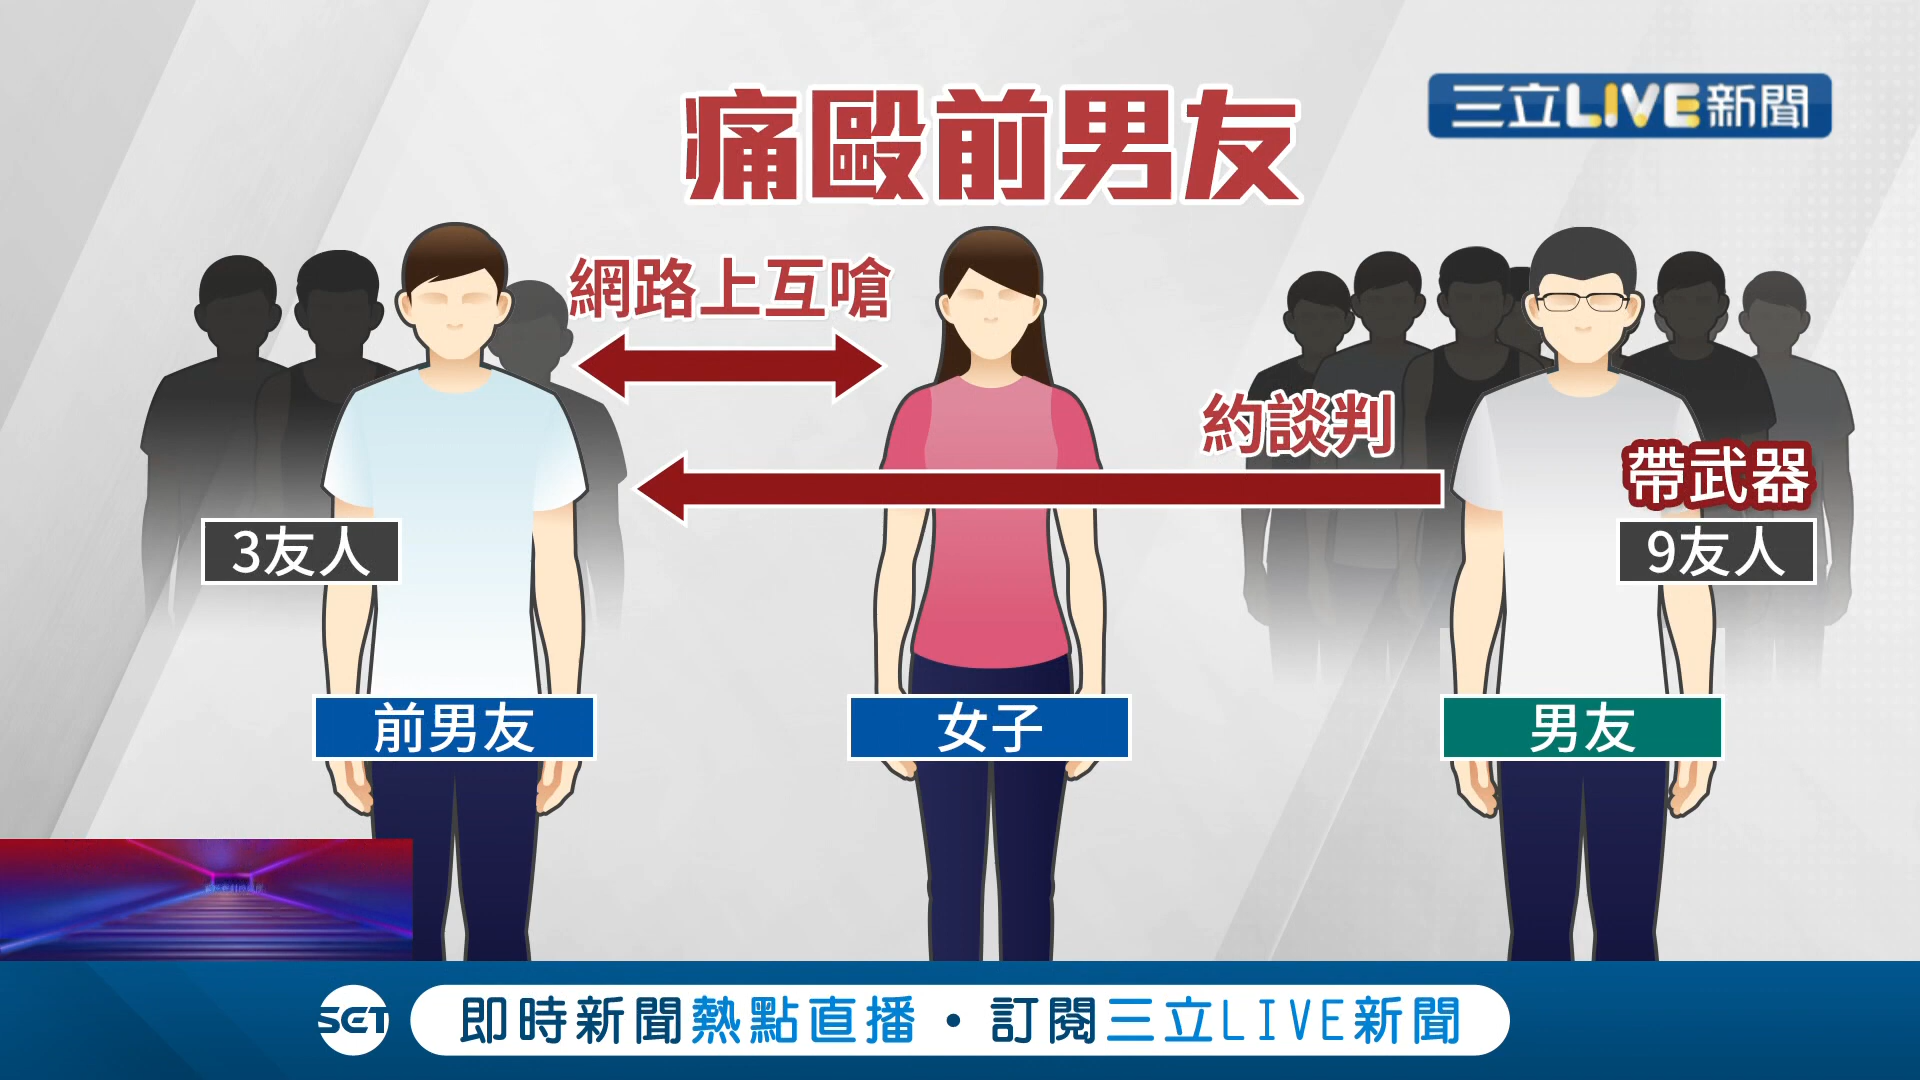 痛毆前男友
三立LIVE新聞
網路上互嗆
約談判
帶武器
3友人
9友人
前男友
女子
男友
SET
即時新聞熱點直播・訂閱三立LIVE新聞